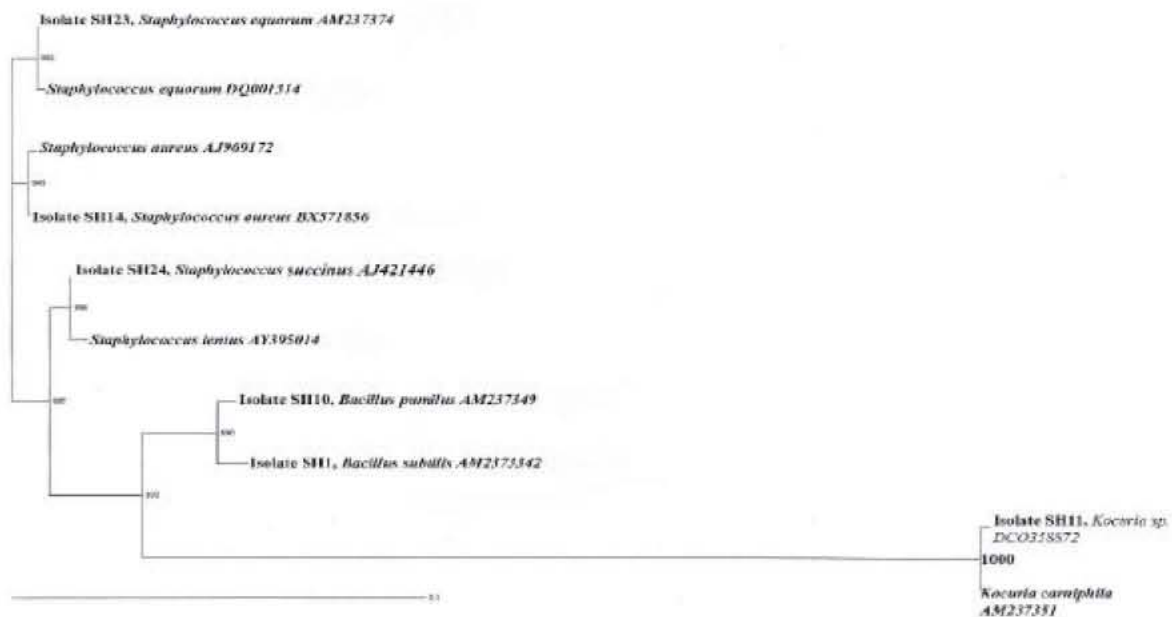 Isolate SH23, Staphylococcus equorum AM237374
Staphylococcus equorum DQ001514
Staphylococcus aureus AJ969172
Isolate SH14, Staphylococcus aureus BX571856
Isolate SH24, Staphylococcus succinus AJ421446
Staphylococcus lentus AY395014
Isolate SH10, Bacillus pumilus AM237349
Isolate SH1, Bacillus subtilis AM2373342
Isolate SH11, Kocuria sp.
DCO358872
1000
Kocuria carniphila
AM237351